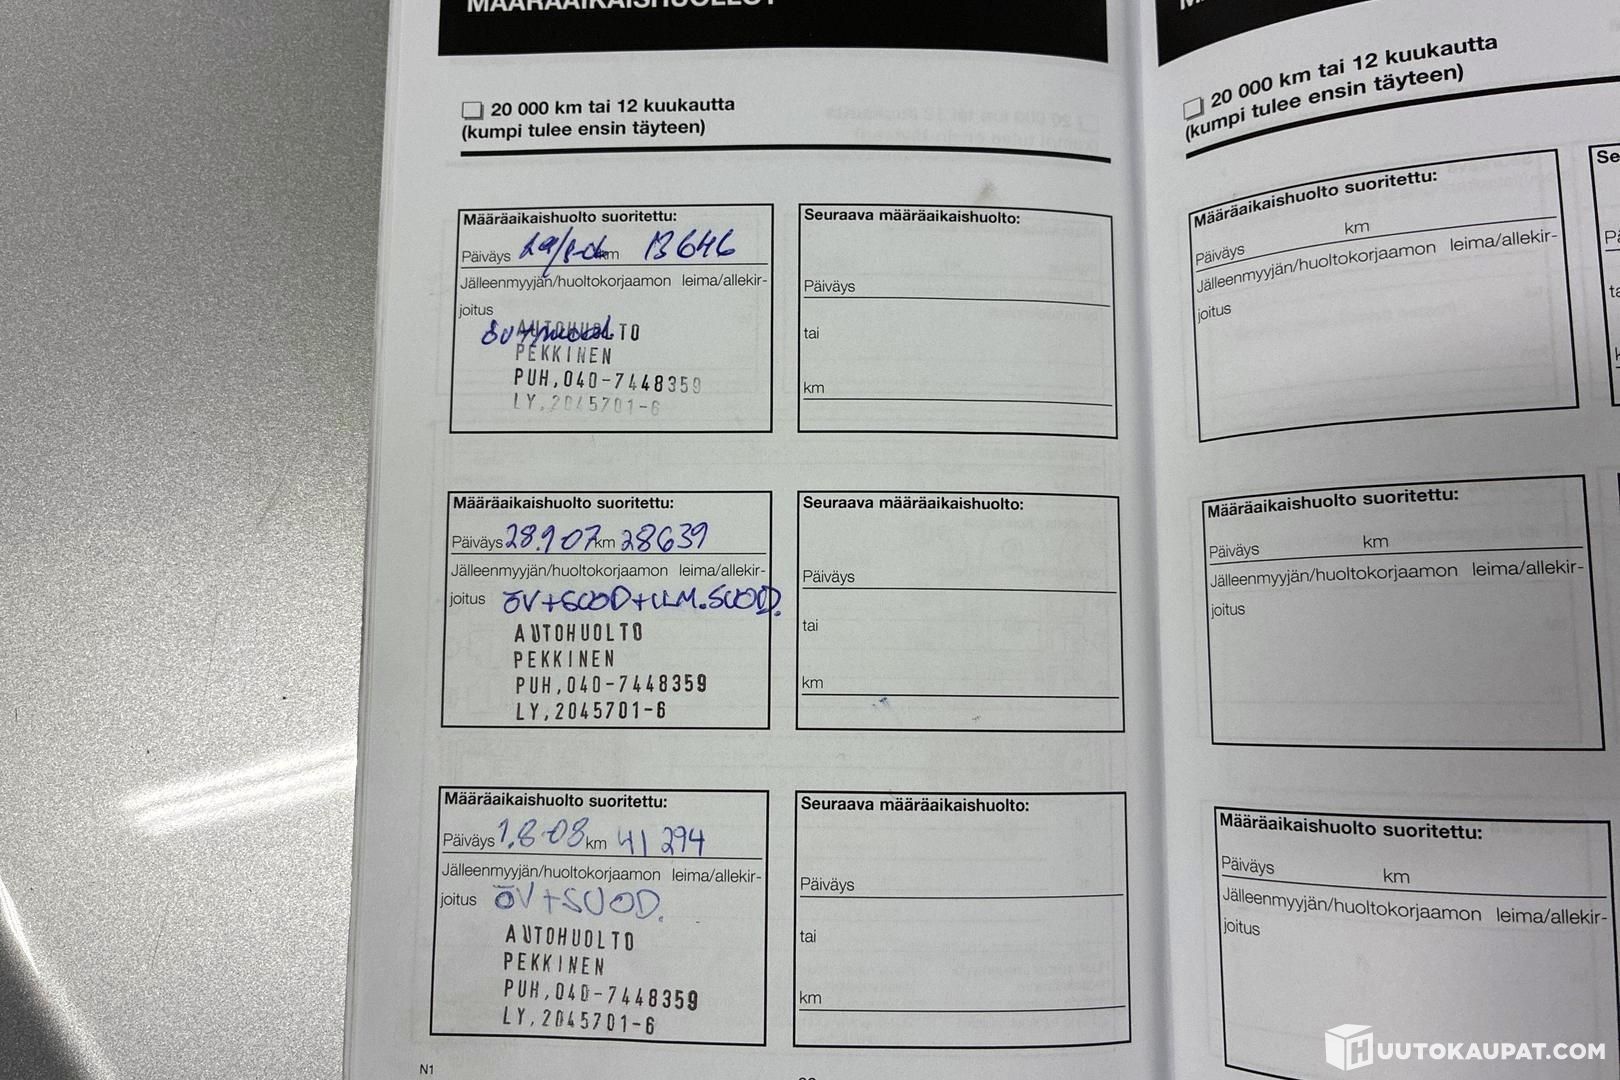 MÄÄRÄAIKAISHUOLLOT
20 000 km tai 12 kuukautta
(kumpi tulee ensin täyteen)
Määräaikaishuolto suoritettu:
Päiväys km 13646
Jälleenmyyjän/huoltokorjaamon leima/allekir-
joitus
AUTOHUOLTO
PEKKINEN
PUH,040-7448359
LY,2045701-6
Seuraava määräaikaishuolto:
Päiväys
tai
km
Määräaikaishuolto suoritettu:
Päiväys 28.9.07 km 28639
Jälleenmyyjän/huoltokorjaamon leima/allekir-
joitus ÖV+SUOD+ILM.SUOD.
AUTOHUOLTO
PEKKINEN
PUH,040-7448359
LY,2045701-6
Seuraava määräaikaishuolto:
Päiväys
tai
km
Määräaikaishuolto suoritettu:
Päiväys 1.8-08 km 41 294
Jälleenmyyjän/huoltokorjaamon leima/allekir-
joitus ÖV+SUOD.
AUTOHUOLTO
PEKKINEN
PUH,040-7448359
LY,2045701-6
Seuraava määräaikaishuolto:
Päiväys
tai
km
N1
20 000 km tai 12 kuukautta
(kumpi tulee ensin täyteen)
Määräaikaishuolto suoritettu:
Päiväys km
Jälleenmyyjän/huoltokorjaamon leima/allekir-
joitus
Määräaikaishuolto suoritettu:
Päiväys km
Jälleenmyyjän/huoltokorjaamon leima/allekir-
joitus
Määräaikaishuolto suoritettu:
Päiväys km
Jälleenmyyjän/huoltokorjaamon leima/allekir-
joitus
HUUTOKAUPAT.COM